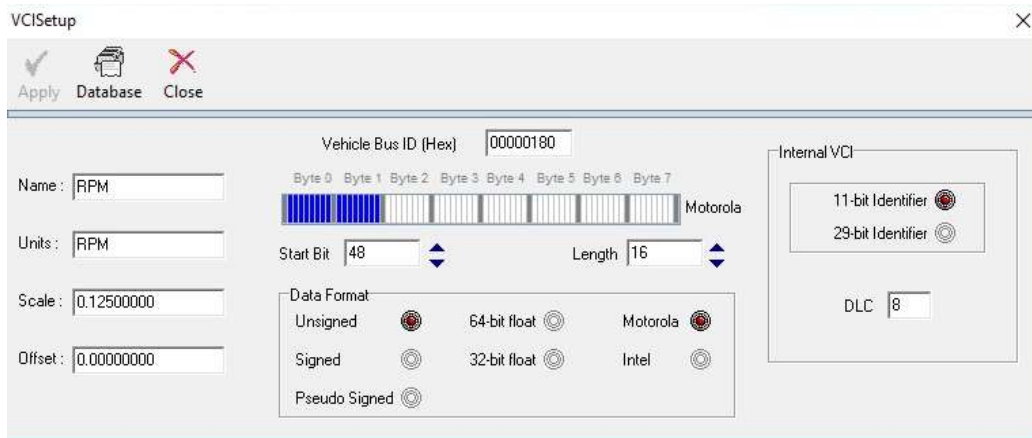 VCISetup
Apply Database Close
Vehicle Bus ID (Hex) 00000180
Byte 0 Byte 1 Byte 2 Byte 3 Byte 4 Byte 5 Byte 6 Byte 7
Motorola
Start Bit 48 Length 16
Name : RPM
Units : RPM
Scale : 0.12500000
Offset : 0.00000000
Data Format
Unsigned 64-bit float Motorola
Signed 32-bit float Intel
Pseudo Signed
Internal VCI
11-bit Identifier
29-bit Identifier
DLC 8